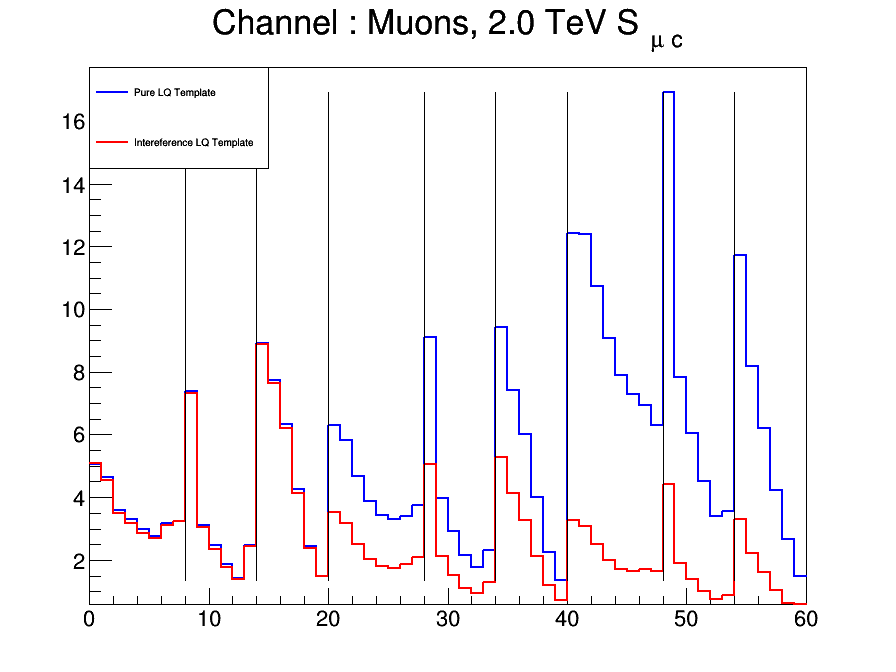 Channel : Muons, 2.0 TeV S μ c
Pure LQ Template
Intereference LQ Template
16
14
12
10
8
6
4
2
0 10 20 30 40 50 60